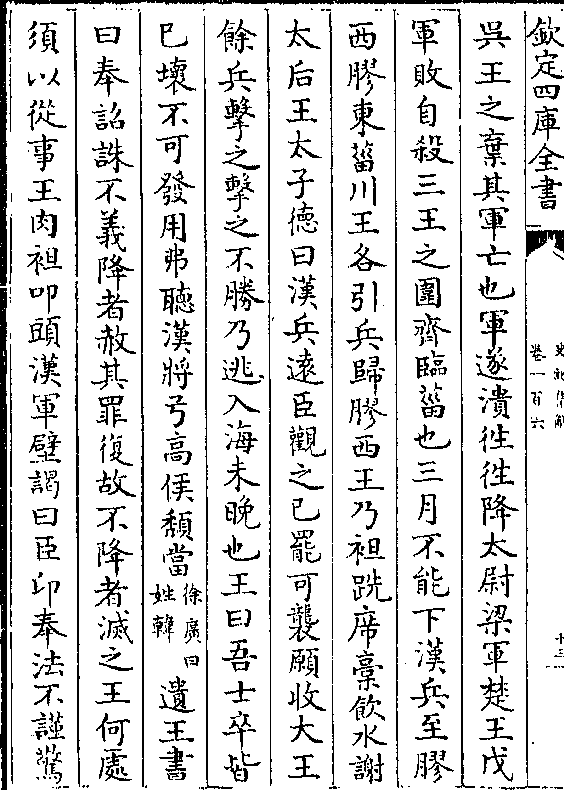 欽定四庫全書
史記集解
卷一百六
十三
吳王之棄其軍亡也軍遂潰徃徃降太尉梁軍楚王戊
軍敗自殺三王之圍齊臨菑也三月不能下漢兵至膠
西膠東菑川王各引兵歸膠西王乃袒跣席槀飲水謝
太后王太子德曰漢兵逺臣觀之已罷可襲願收大王
餘兵擊之擊之不勝乃逃入海未晚也王曰吾士卒皆
已壞不可發用弗聽漢將弓高侯頽當
徐廣曰
姓韓
遺王書
曰奉詔誅不義降者赦其罪復故不降者滅之王何處
須以從事王肉袒叩頭漢軍壁謁曰臣卬奉法不謹驚